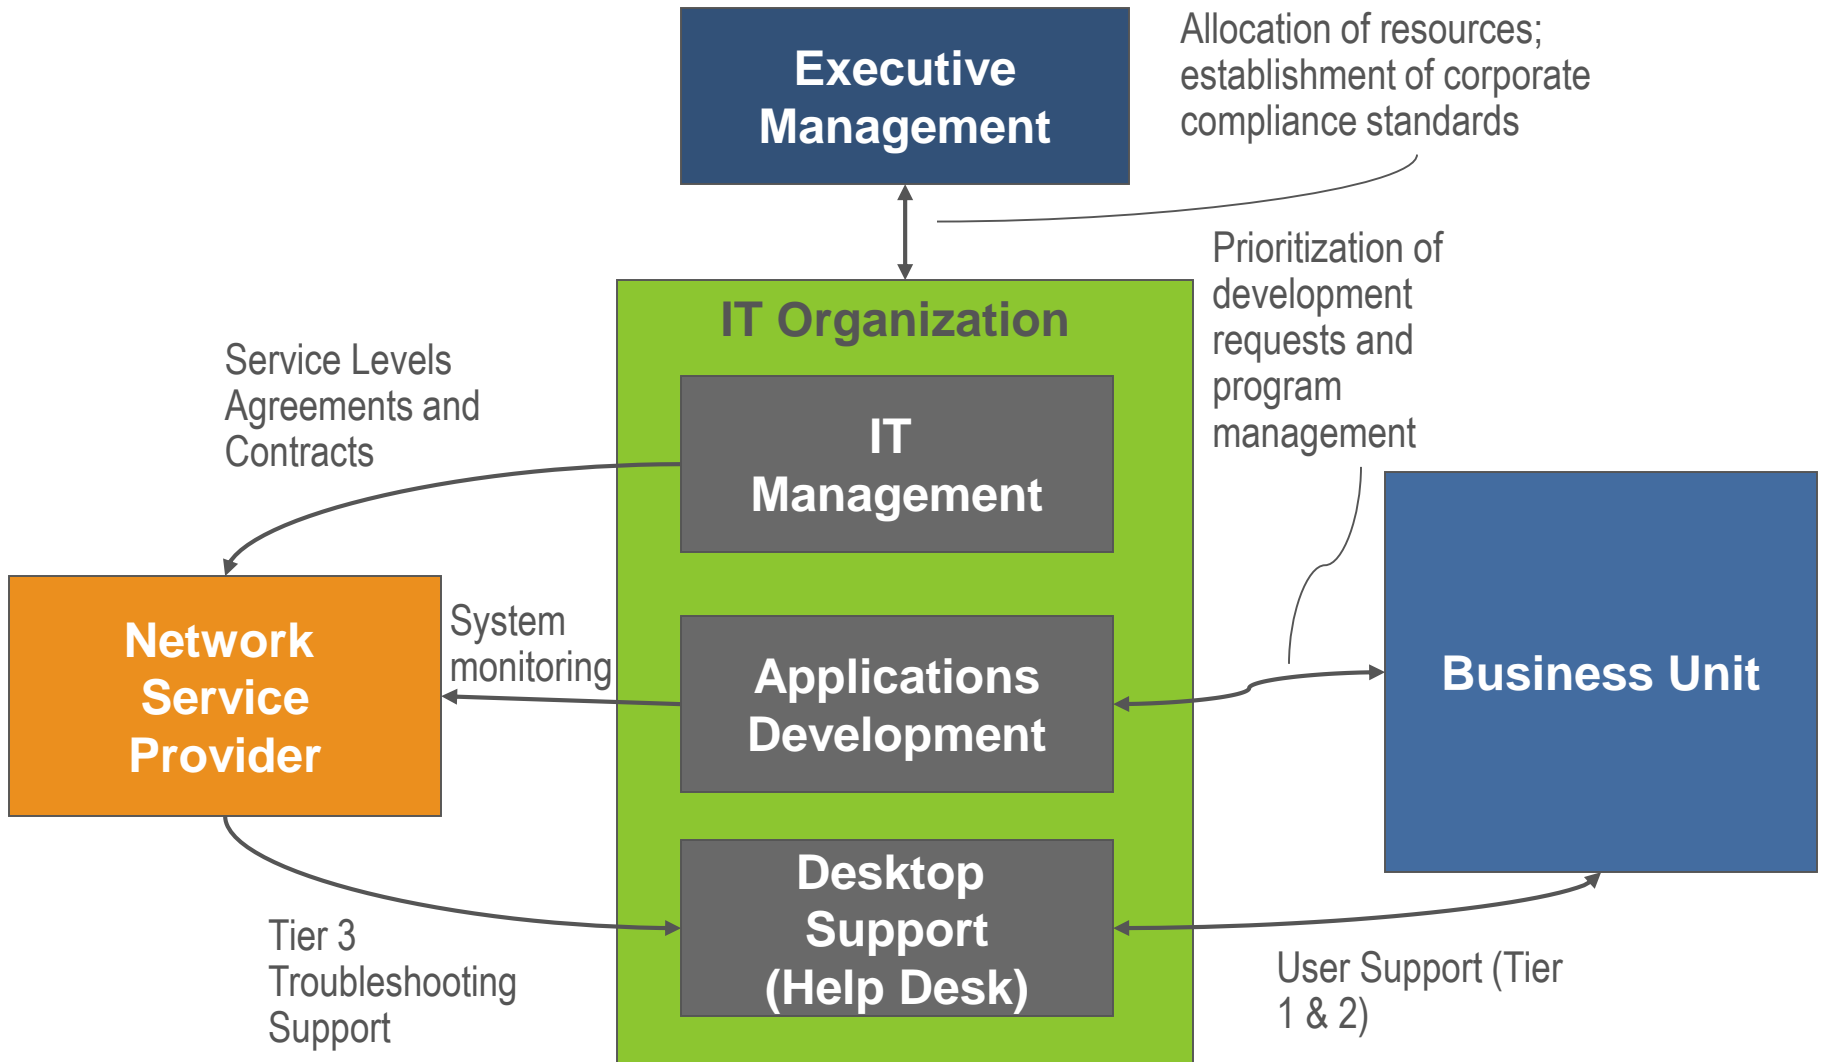 Executive
Management
Allocation of resources;
establishment of corporate
compliance standards
IT Organization
Prioritization of
development
requests and
program
management
Service Levels
Agreements and
Contracts
IT
Management
Network
Service
Provider
System
monitoring
Applications
Development
Business Unit
Desktop
Support
(Help Desk)
Tier 3
Troubleshooting
Support
User Support (Tier
1 & 2)